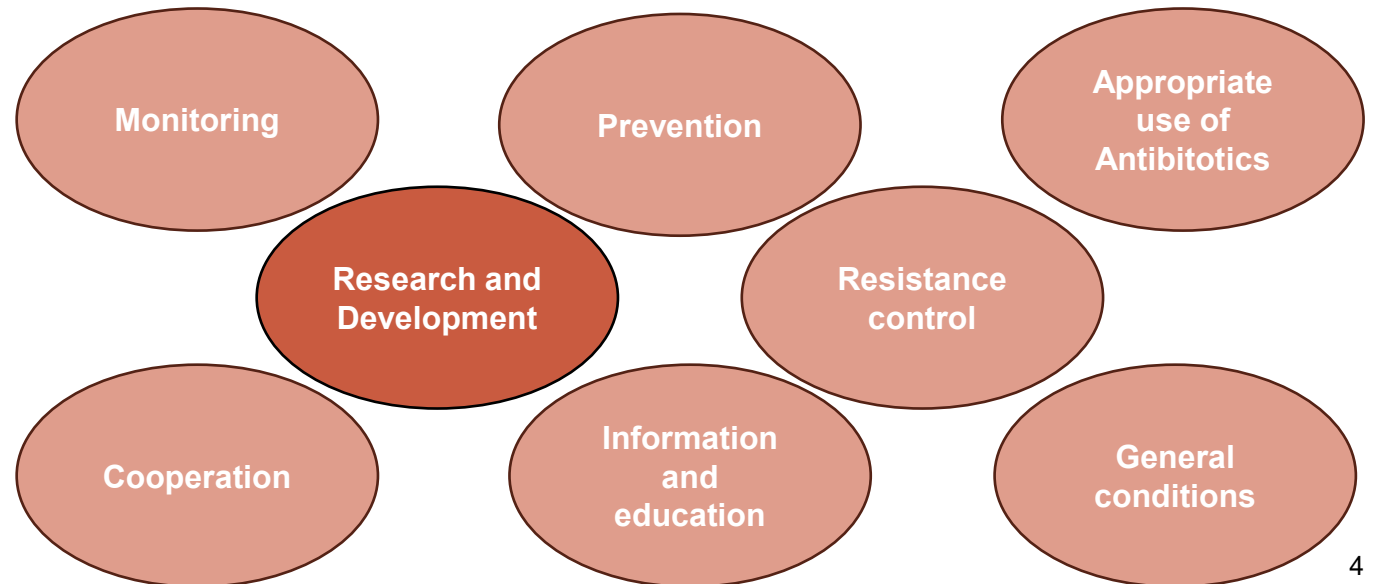 Monitoring
Prevention
Appropriate
use of
Antibitotics
Research and
Development
Resistance
control
Cooperation
Information
and
education
General
conditions
4